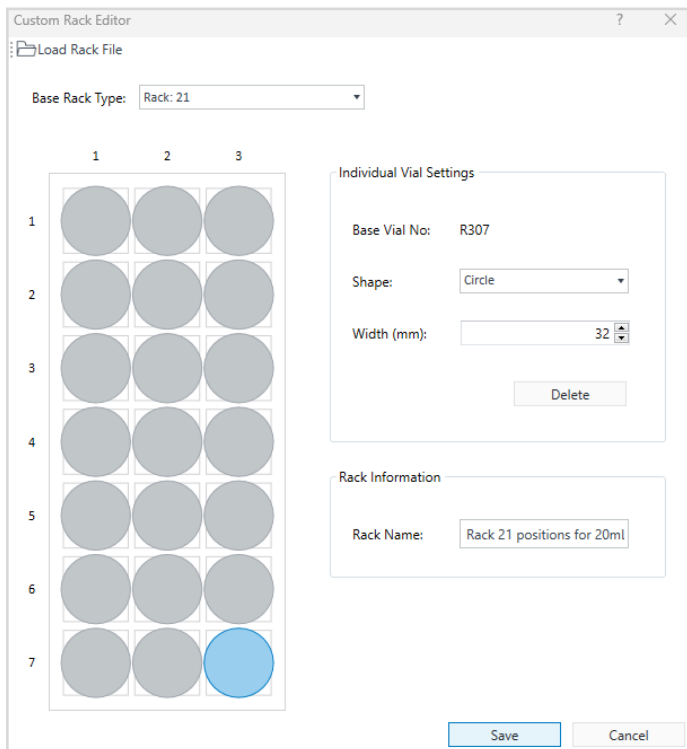 Custom Rack Editor ? ×
Load Rack File
Base Rack Type: Rack: 21
1 2 3
1
2
3
4
5
6
7
Individual Vial Settings
Base Vial No: R307
Shape: Circle
Width (mm): 32
Delete
Rack Information
Rack Name: Rack 21 positions for 20ml
Save Cancel